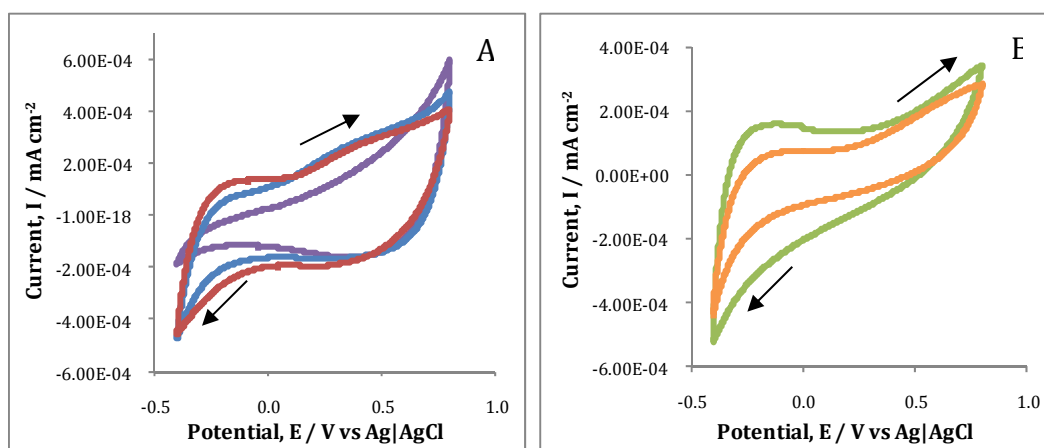 A
Current, I / mA cm-2
6.00E-04
4.00E-04
2.00E-04
-1.00E-18
-2.00E-04
-4.00E-04
-6.00E-04
-0.5 0.0 0.5 1.0
Potential, E / V vs Ag|AgCl
B
Current, I / mA cm-2
4.00E-04
2.00E-04
0.00E+00
-2.00E-04
-4.00E-04
-6.00E-04
-0.5 0.0 0.5 1.0
Potential, E / V vs Ag|AgCl